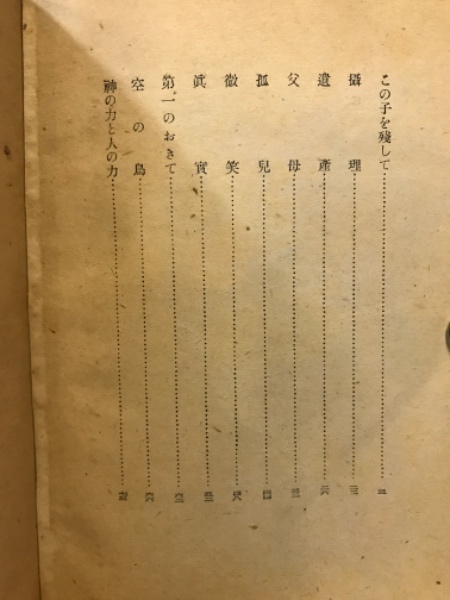 この子を残して
攝理
遺產
父母
孤兒
微笑
眞實
第一のおきて
空の鳥
神の力と人の力